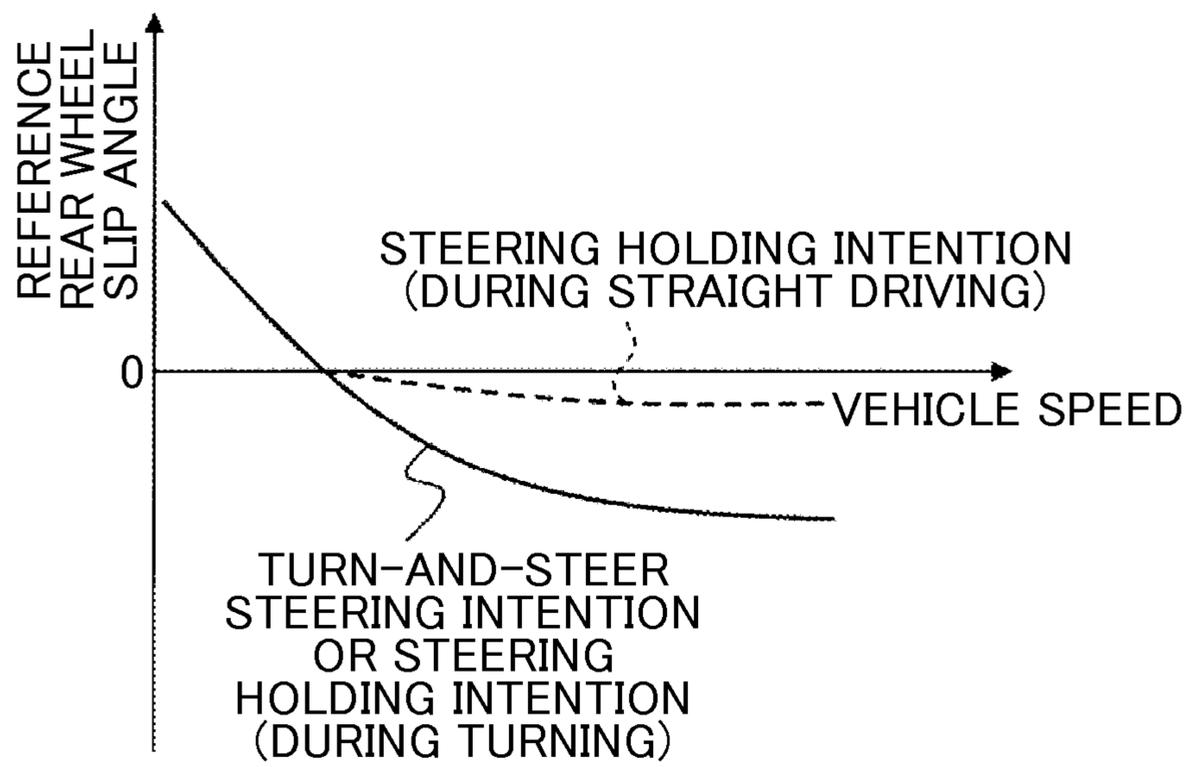 REFERENCE
REAR WHEEL
SLIP ANGLE
STEERING HOLDING INTENTION
(DURING STRAIGHT DRIVING)
0
VEHICLE SPEED
TURN-AND-STEER
STEERING INTENTION
OR STEERING
HOLDING INTENTION
(DURING TURNING)